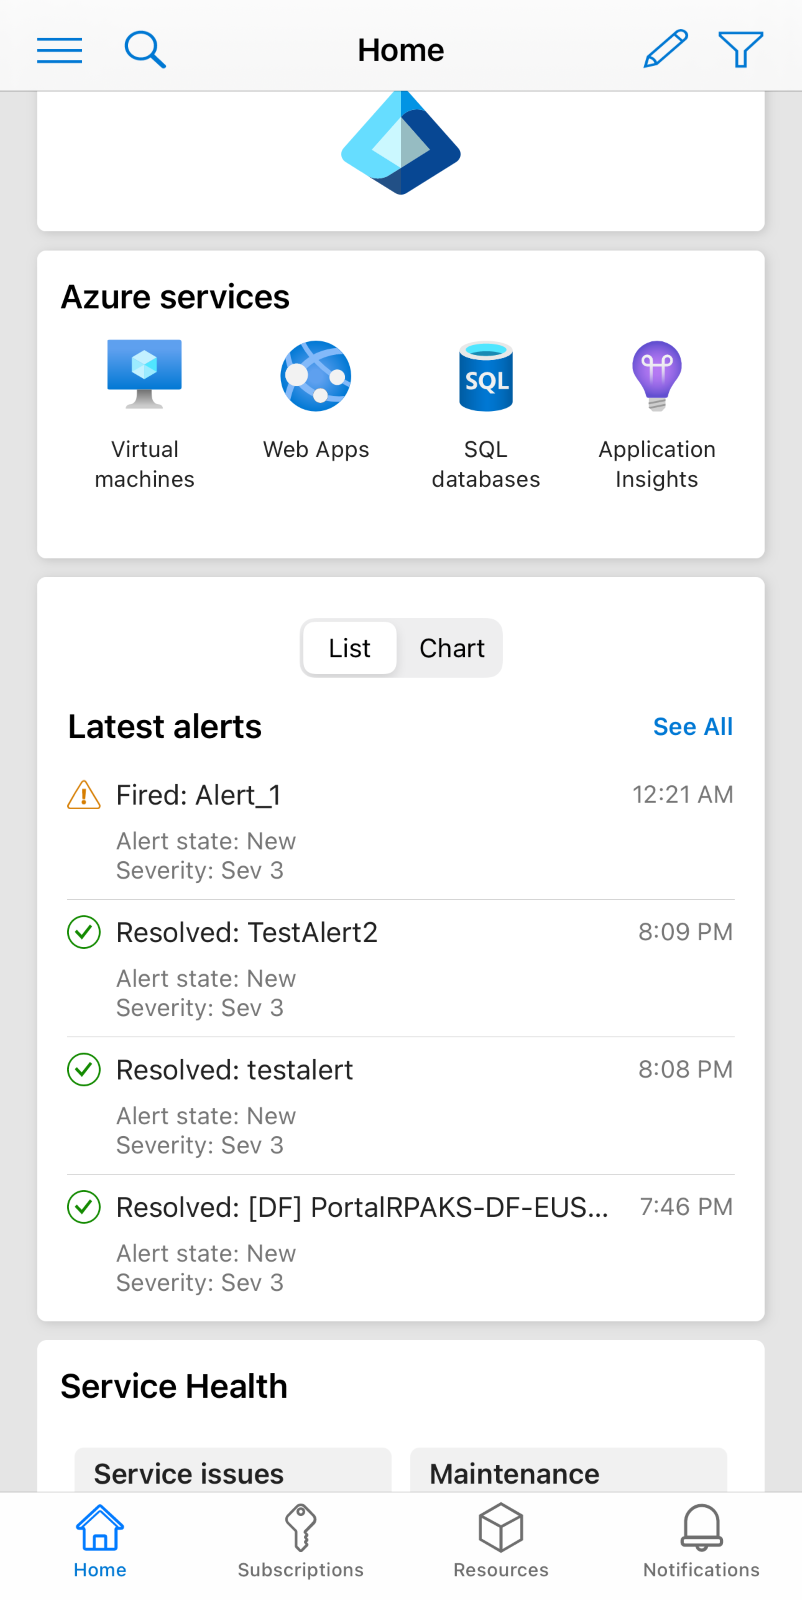 Home
Azure services
SQL
Virtual machines
Web Apps
SQL databases
Application Insights
List Chart
Latest alerts See All
Fired: Alert_1 12:21 AM
Alert state: New
Severity: Sev 3
Resolved: TestAlert2 8:09 PM
Alert state: New
Severity: Sev 3
Resolved: testalert 8:08 PM
Alert state: New
Severity: Sev 3
Resolved: [DF] PortalRPAKS-DF-EUS... 7:46 PM
Alert state: New
Severity: Sev 3
Service Health
Service issues Maintenance
Home Subscriptions Resources Notifications